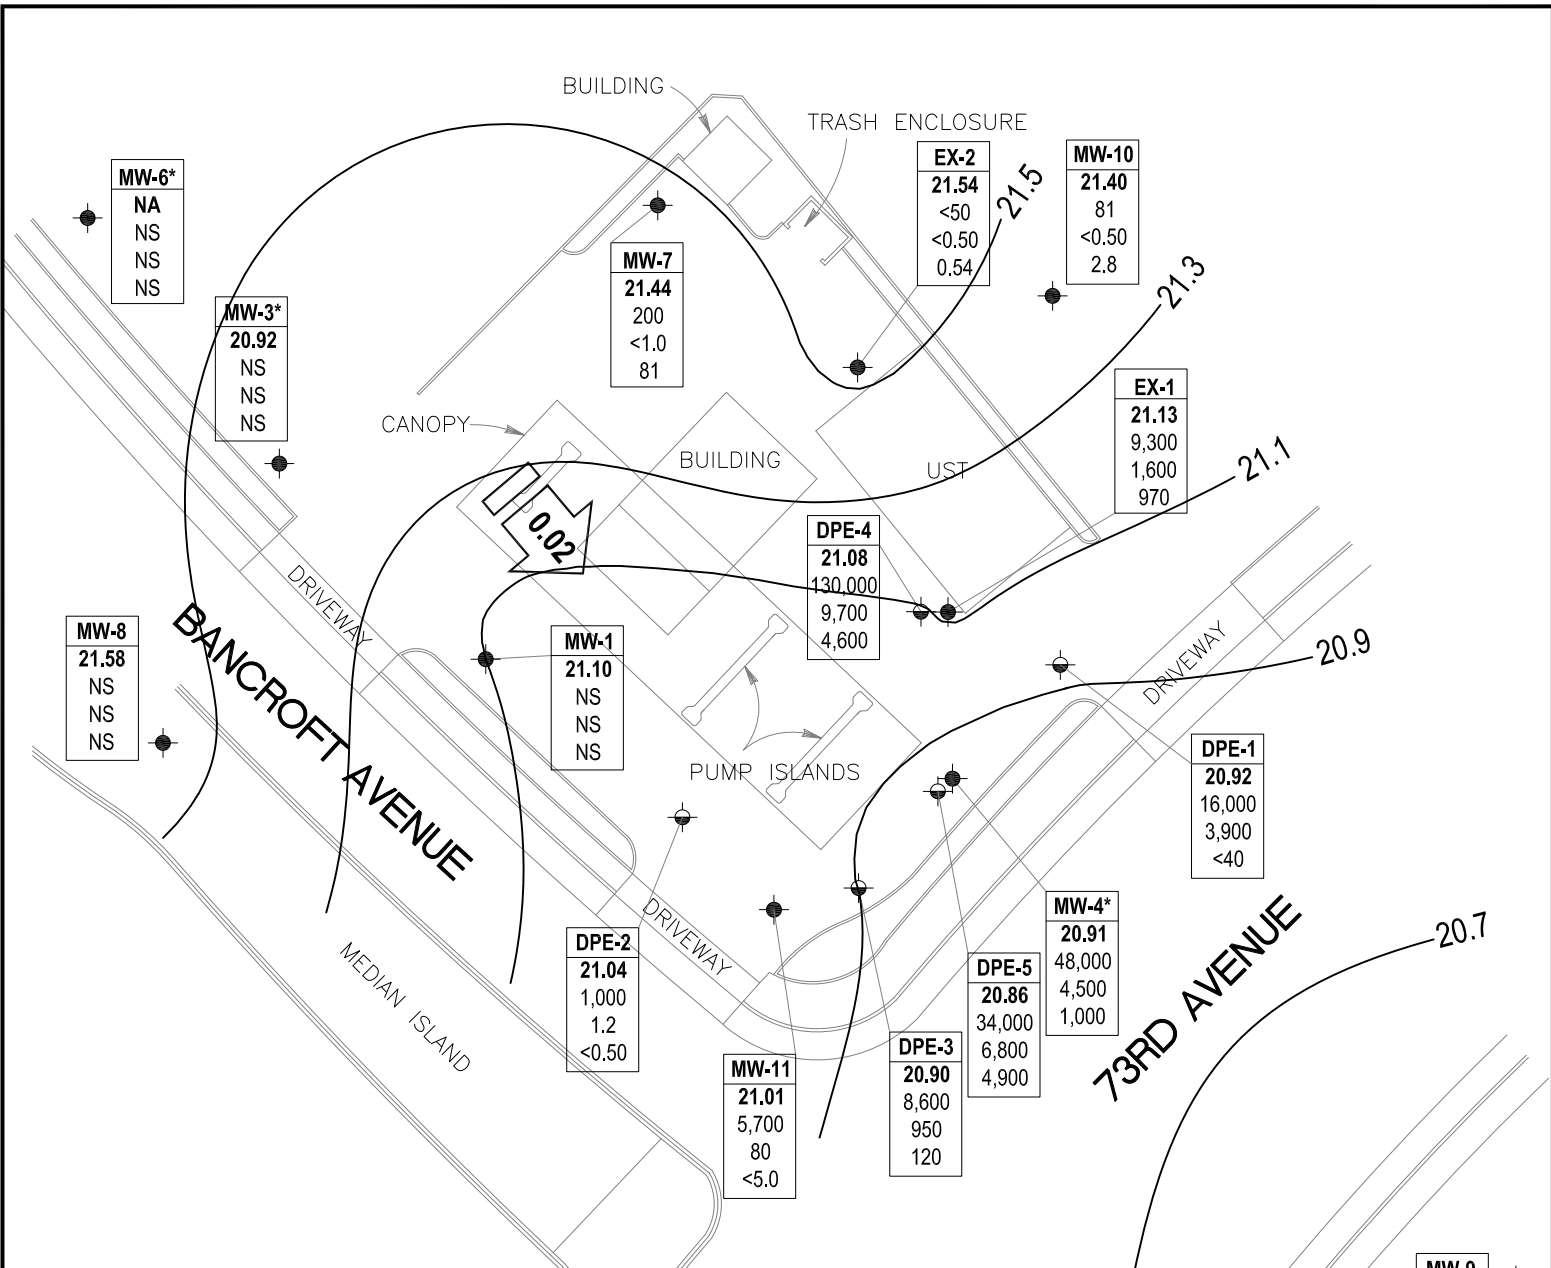 BUILDING
TRASH ENCLOSURE
EX-2
21.54
<50
<0.50
0.54
MW-10
21.40
81
<0.50
2.8
21.5
MW-6*
NA
NS
NS
NS
MW-7
21.44
200
<1.0
81
21.3
MW-3*
20.92
NS
NS
NS
EX-1
21.13
9,300
1,600
970
CANOPY
BUILDING
UST
21.1
DPE-4
21.08
130,000
9,700
4,600
0.02
DRIVEWAY
BANCROFT AVENUE
MW-8
21.58
NS
NS
NS
MW-1
21.10
NS
NS
NS
DRIVEWAY
20.9
PUMP ISLANDS
DPE-1
20.92
16,000
3,900
<40
MW-4*
20.91
48,000
4,500
1,000
DRIVEWAY
DPE-2
21.04
1,000
1.2
<0.50
MEDIAN ISLAND
DPE-5
20.86
34,000
6,800
4,900
73RD AVENUE
20.7
DPE-3
20.90
8,600
950
120
MW-11
21.01
5,700
80
<5.0
MW-9